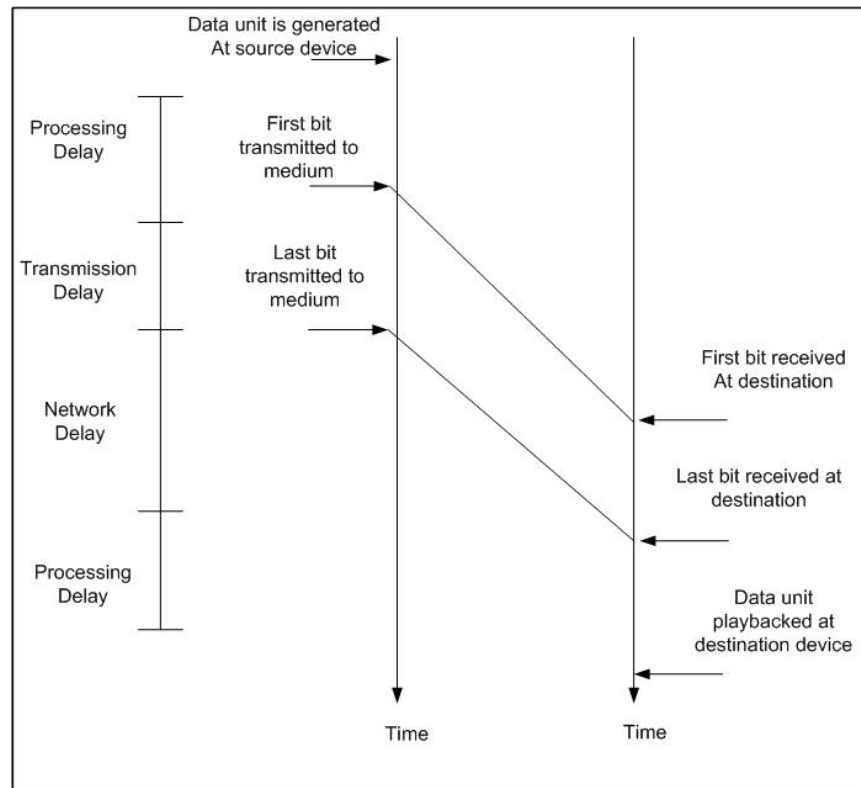 Data unit is generated
At source device
Processing
Delay
First bit
transmitted to
medium
Transmission
Delay
Last bit
transmitted to
medium
First bit received
At destination
Network
Delay
Last bit received at
destination
Processing
Delay
Data unit
playbacked at
destination device
Time
Time